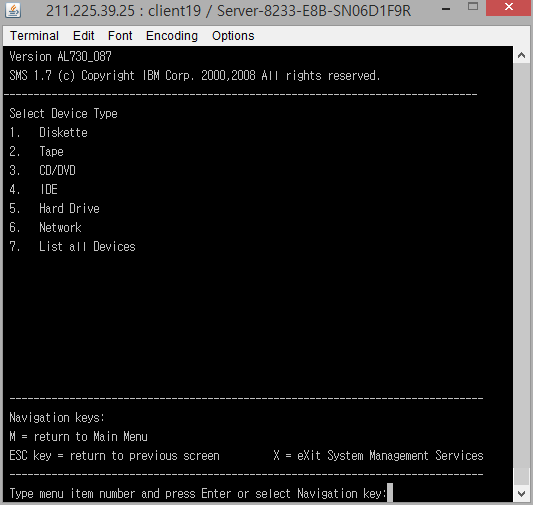 211.225.39.25 : client19 / Server-8233-E8B-SN06D1F9R
Terminal Edit Font Encoding Options
Version AL730_087
SMS 1.7 (c) Copyright IBM Corp. 2000,2008 All rights reserved.
Select Device Type
1. Diskette
2. Tape
3. CD/DVD
4. IDE
5. Hard Drive
6. Network
7. List all Devices
Navigation keys:
M = return to Main Menu
ESC key = return to previous screen X = eXit System Management Services
Type menu item number and press Enter or select Navigation key: